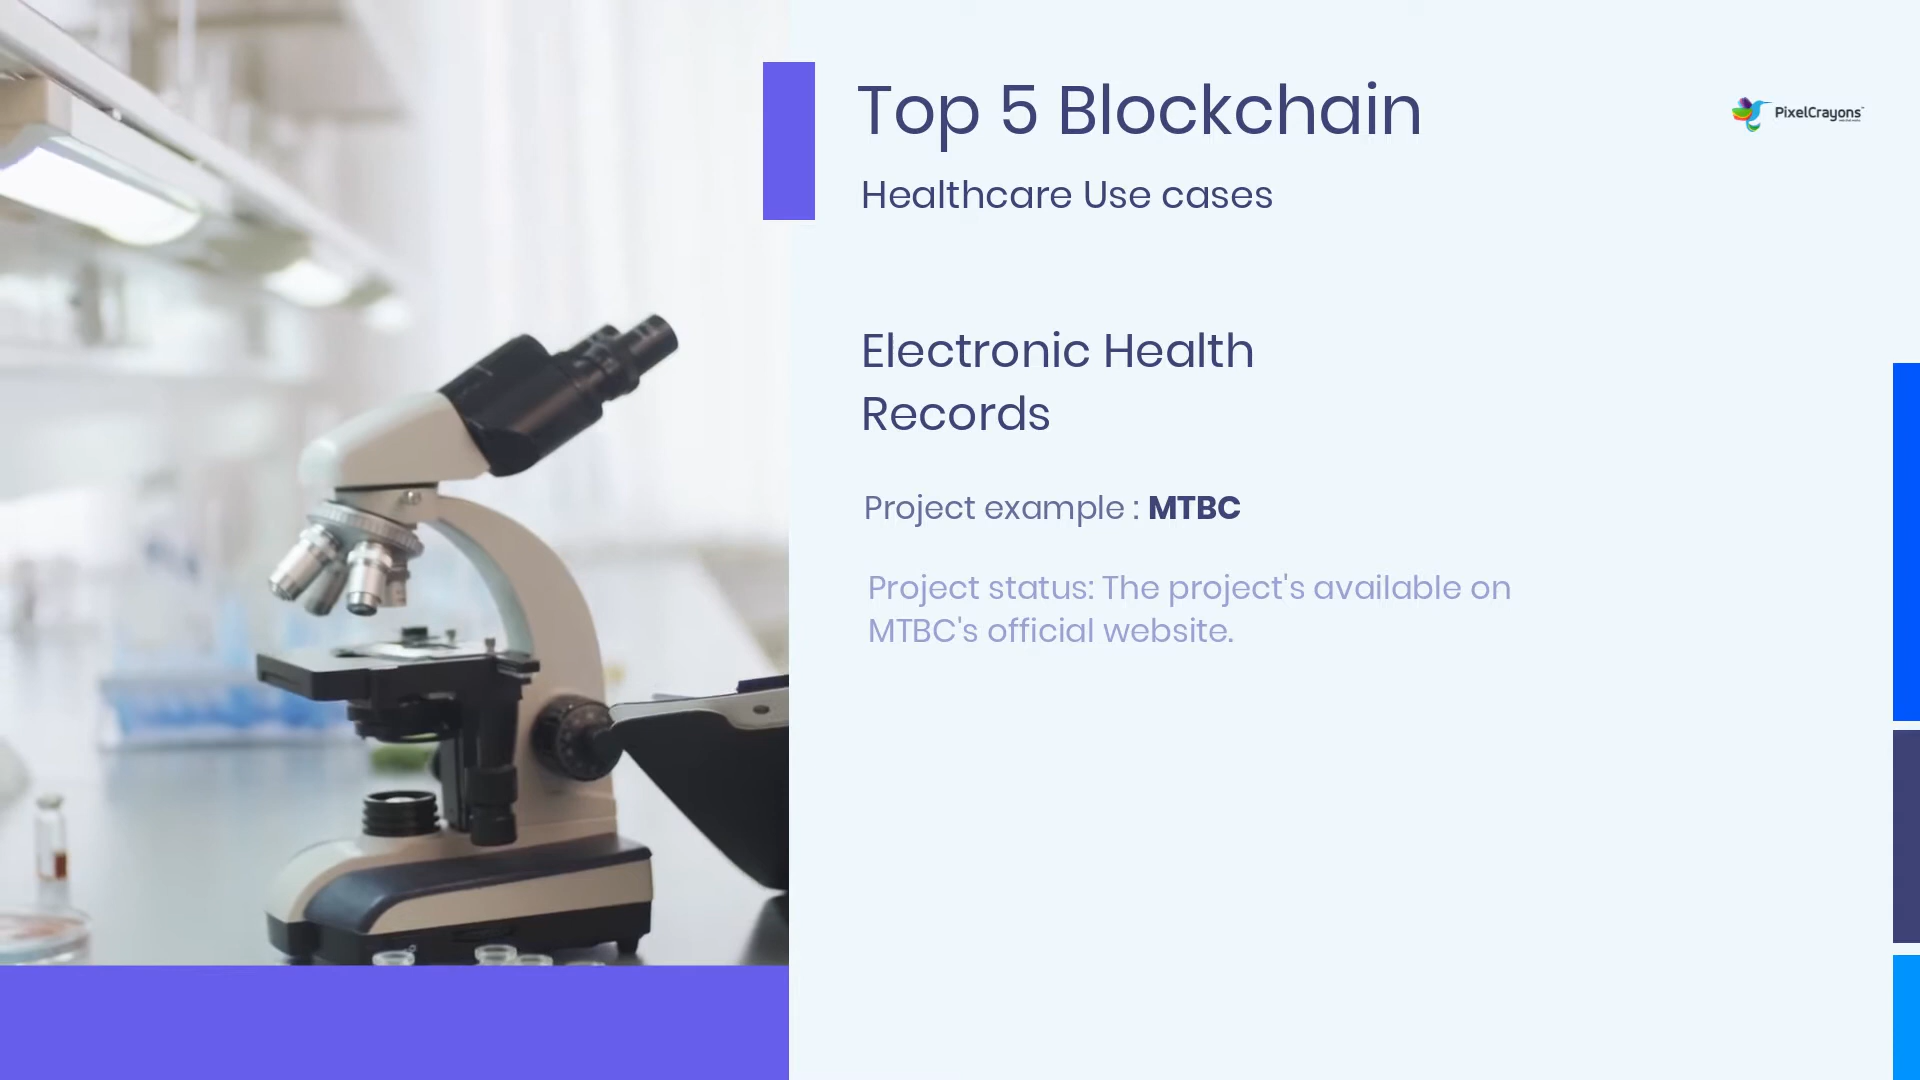 Top 5 Blockchain
PixelCrayons
Healthcare Use cases
Electronic Health
Records
Project example : MTBC
Project status: The project's available on
MTBC's official website.